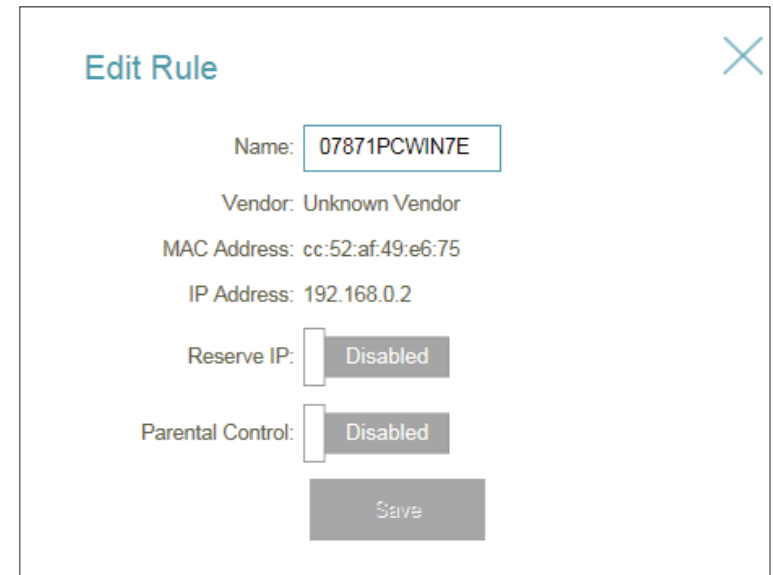 Edit Rule
Name: 07871PCWIN7E
Vendor: Unknown Vendor
MAC Address: cc:52:af:49:e6:75
IP Address: 192.168.0.2
Reserve IP: Disabled
Parental Control: Disabled
Save